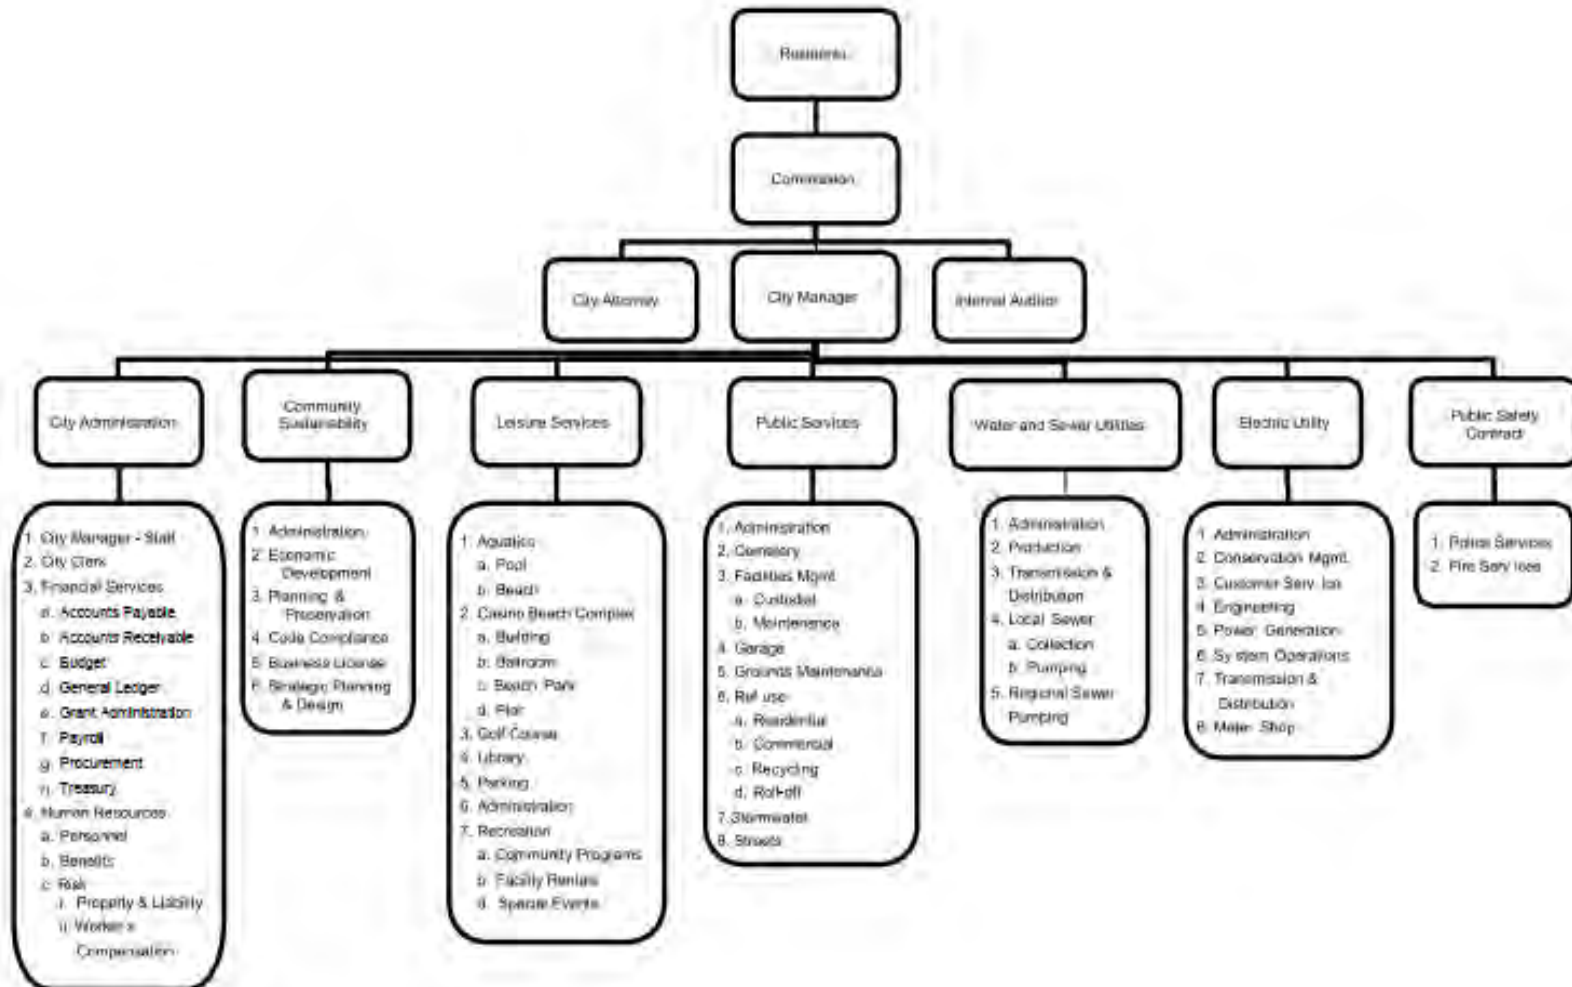 Residents
Commission
City Attorney
City Manager
Internal Auditor
City Administration
Community
Sustainability
Leisure Services
Public Services
Water and Sewer Utilities
Electric Utility
Public Safety
Contract
1. City Manager - Staff
2. City Clerk
3. Financial Services
a. Accounts Payable
b. Accounts Receivable
c. Budget
d. General Ledger
e. Grant Administration
f. Payroll
g. Procurement
h. Treasury
4. Human Resources
a. Personnel
b. Benefits
c. Risk
i. Property & Liability
ii. Worker's
Compensation
1. Administration
2. Economic
Development
3. Planning &
Preservation
4. Code Compliance
5. Business License
6. Strategic Planning
& Design
1. Aquatics
a. Pool
b. Beach
2. Casino Beach Complex
a. Building
b. Ballroom
c. Beach Park
d. Pier
3. Golf Course
4. Library
5. Parking
6. Administration
7. Recreation
a. Community Programs
b. Facility Rentals
d. Special Events
1. Administration
2. Cemetery
3. Facilities Mgmt
a. Custodial
b. Maintenance
4. Garage
5. Grounds Maintenance
6. Refuse
a. Residential
b. Commercial
c. Recycling
d. Roll-off
7. Stormwater
8. Streets
1. Administration
2. Production
3. Transmission &
Distribution
4. Local Sewer
a. Collection
b. Pumping
5. Regional Sewer
Pumping
1. Administration
2. Conservation Mgmt.
3. Customer Service
4. Engineering
5. Power Generation
6. System Operations
7. Transmission &
Distribution
8. Meter Shop
1. Police Services
2. Fire Services